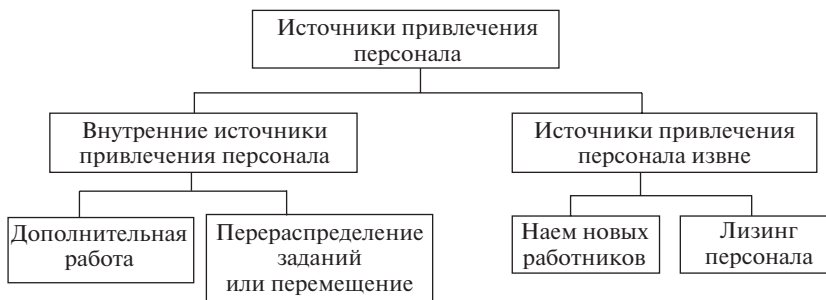 Источники привлечения
персонала
Внутренние источники
привлечения персонала
Источники привлечения
персонала извне
Дополнительная
работа
Перераспределение
заданий
или перемещение
Наем новых
работников
Лизинг
персонала